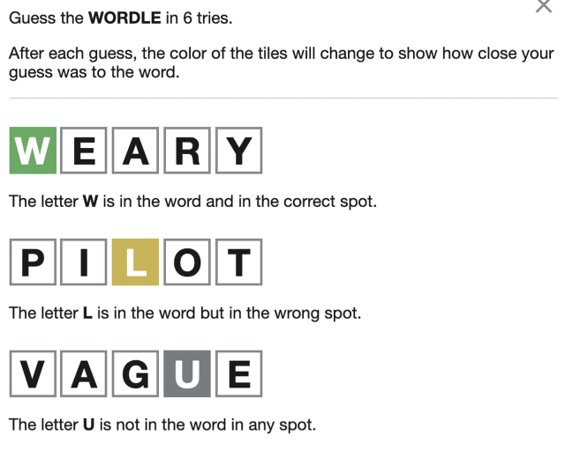 Guess the WORDLE in 6 tries.
After each guess, the color of the tiles will change to show how close your
guess was to the word.
WEARY
The letter W is in the word and in the correct spot.
PILOT
The letter L is in the word but in the wrong spot.
VAGUE
The letter U is not in the word in any spot.